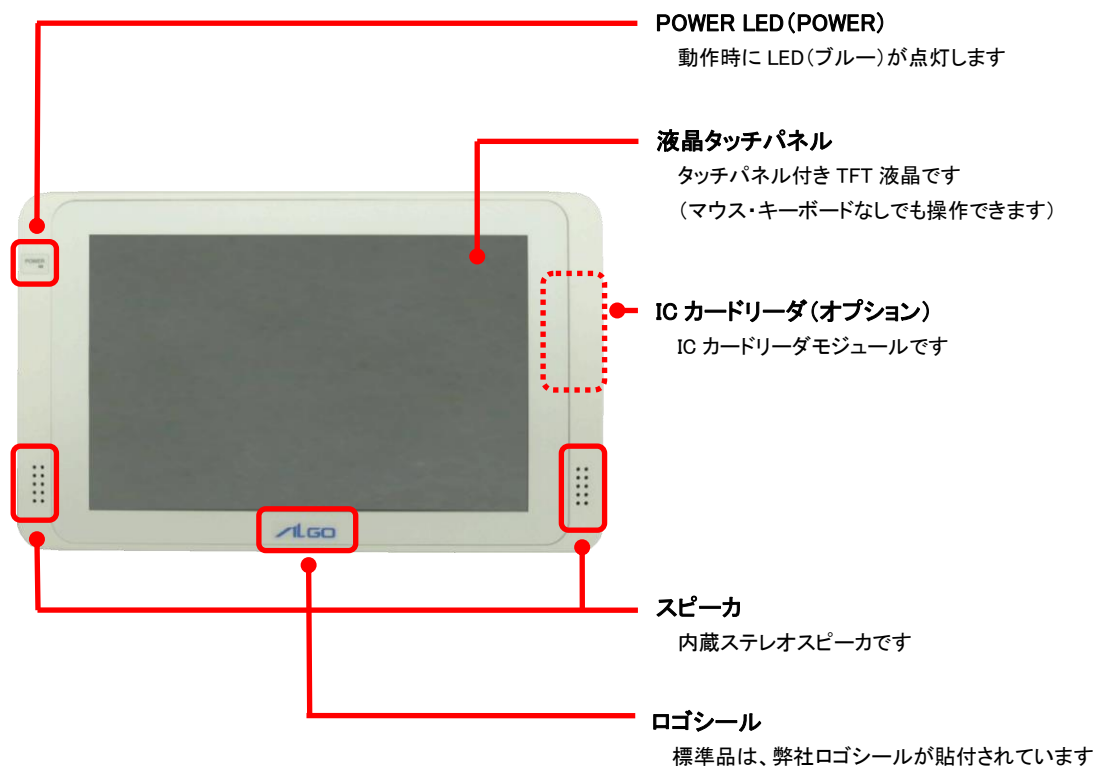 POWER LED(POWER)
動作時に LED(ブルー)が点灯します
液晶タッチパネル
タッチパネル付き TFT 液晶です
(マウス・キーボードなしでも操作できます)
POWER
IC カードリーダ(オプション)
IC カードリーダモジュールです
ALGO
スピーカ
内蔵ステレオスピーカです
ロゴシール
標準品は、弊社ロゴシールが貼付されています